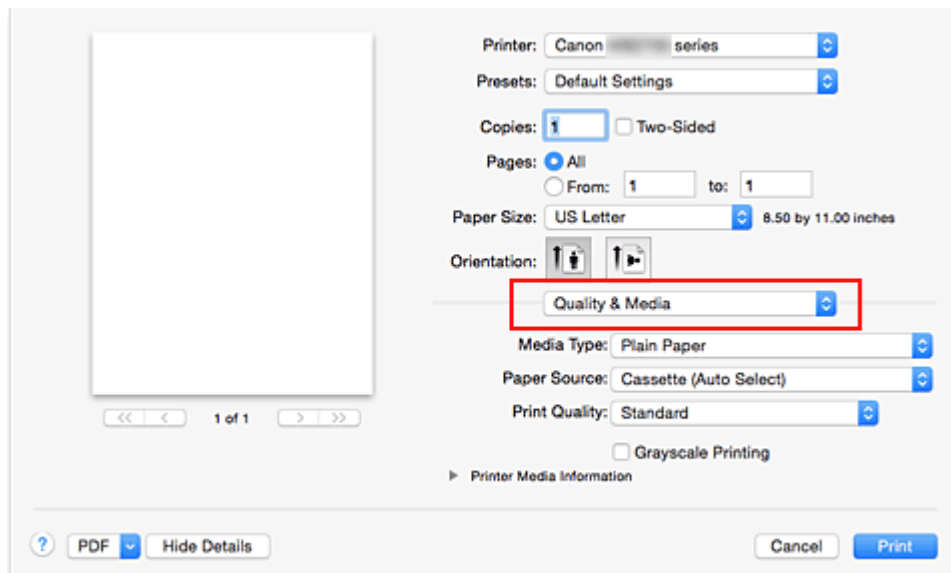 Printer: Canon series
Presets: Default Settings
Copies: 1 Two-Sided
Pages: All
From: 1 to: 1
Paper Size: US Letter 8.50 by 11.00 inches
Orientation:
Quality & Media
Media Type: Plain Paper
Paper Source: Cassette (Auto Select)
Print Quality: Standard
Grayscale Printing
Printer Media Information
<< < 1 of 1 > >>
? PDF Hide Details Cancel Print